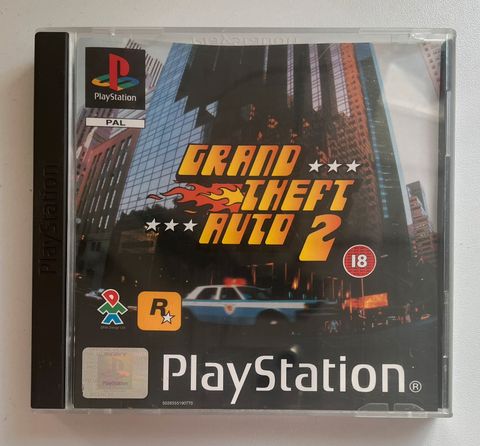 PlayStation
PAL
PlayStation
GRAND
THEFT
AUTO 2
18
R
PlayStation®